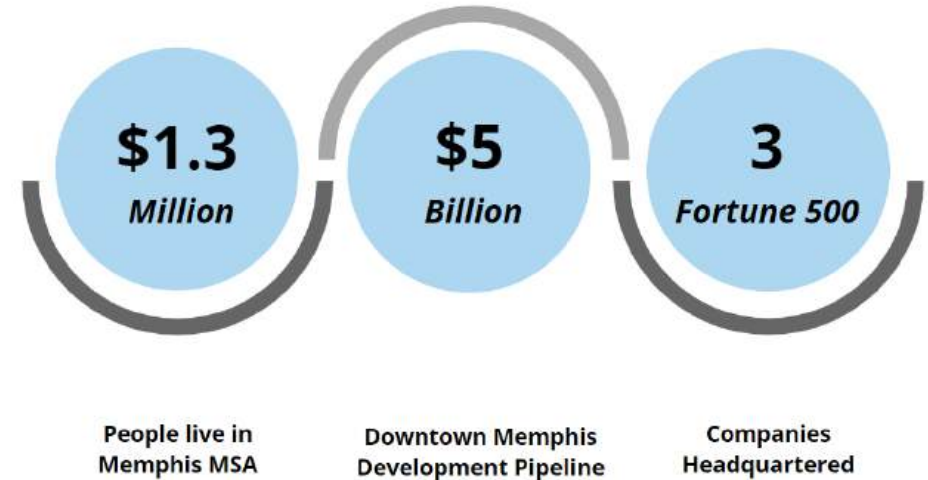 $1.3
Million
$5
Billion
3
Fortune 500
People live in
Memphis MSA
Downtown Memphis
Development Pipeline
Companies
Headquartered